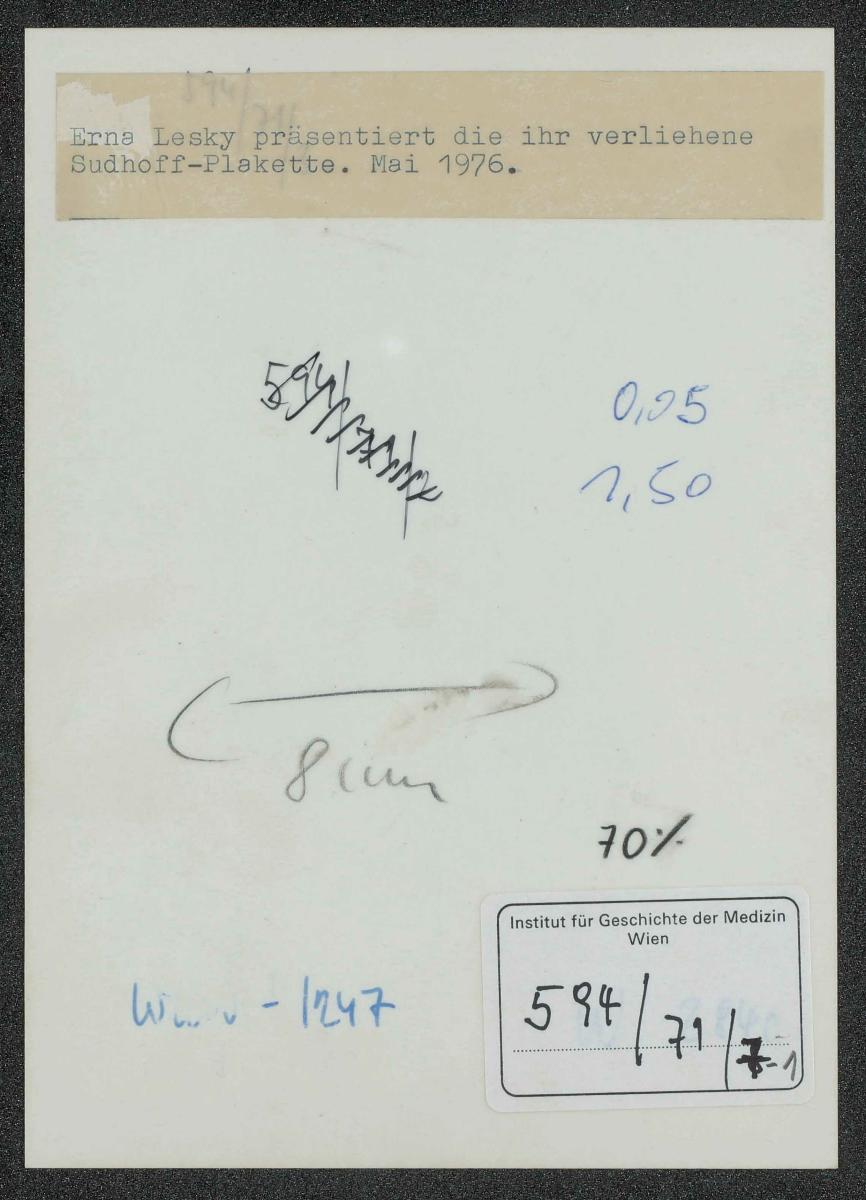 Erna Lesky präsentiert die ihr verliehene
Sudhoff-Plakette. Mai 1976.
594/
0,05
1,50
8 cm
70%
Institut für Geschichte der Medizin
Wien
594/71/7-1
- 1247